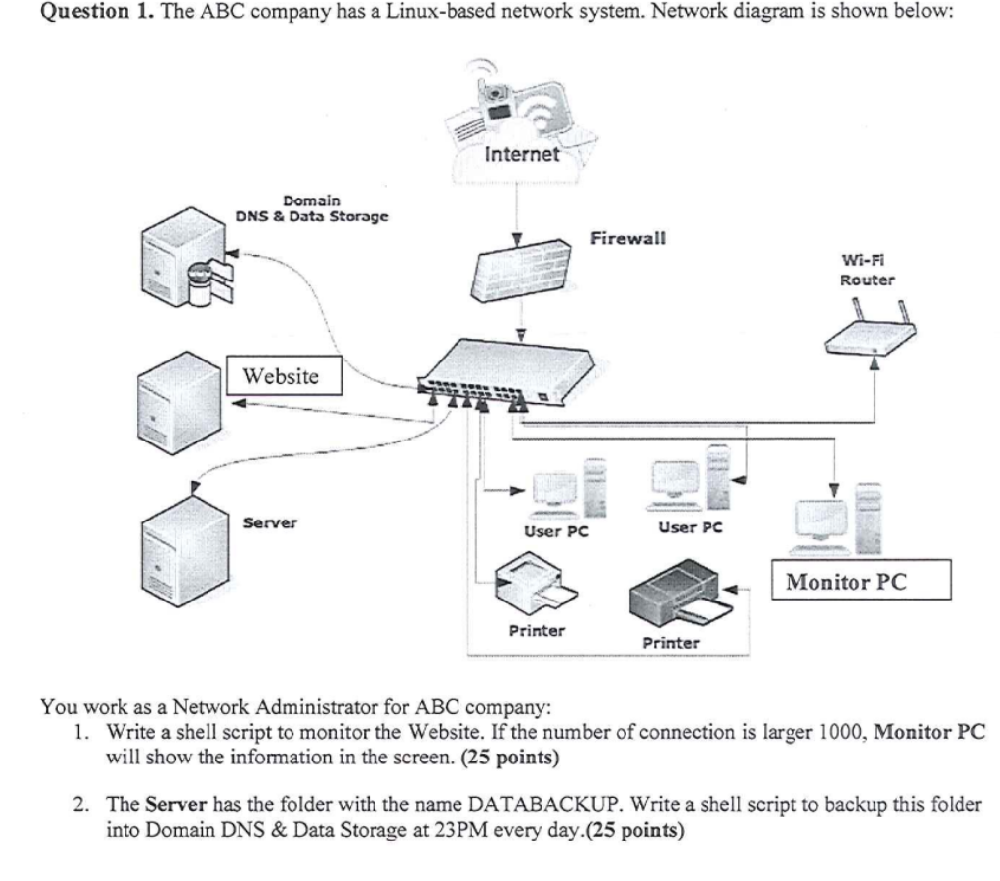 Question 1. The ABC company has a Linux-based network system. Network diagram is shown below:
Internet
Domain
DNS & Data Storage
Firewall
Wi-Fi
Router
Website
Server
User PC
User PC
Monitor PC
Printer
Printer
You work as a Network Administrator for ABC company:
1. Write a shell script to monitor the Website. If the number of connection is larger 1000, Monitor PC
will show the information in the screen. (25 points)
2. The Server has the folder with the name DATABACKUP. Write a shell script to backup this folder
into Domain DNS & Data Storage at 23PM every day.(25 points)